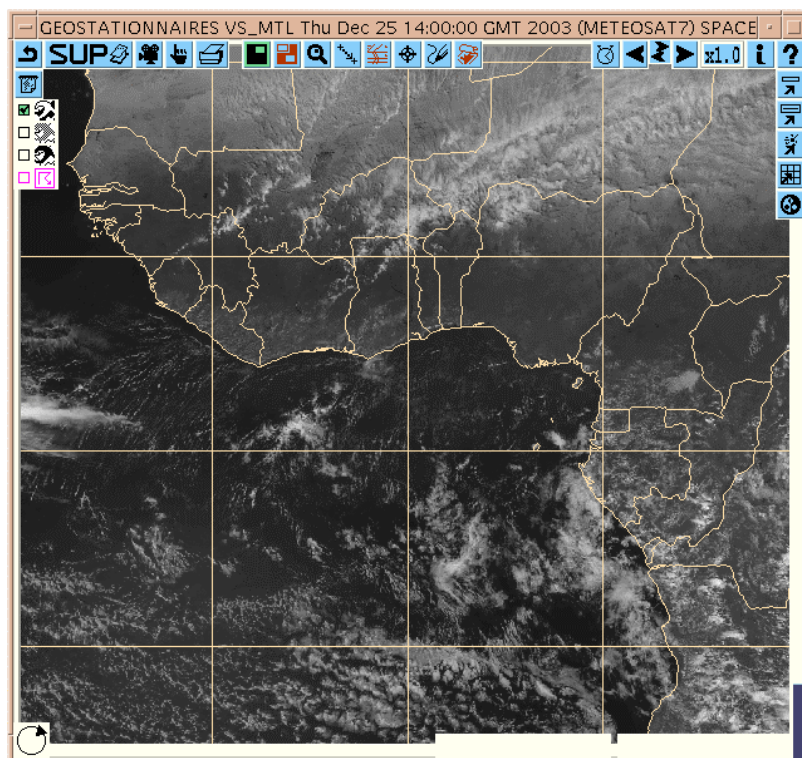 GEOSTATIONNAIRES VS_MTL Thu Dec 25 14:00:00 GMT 2003 (METEOSAT7) SPACE
SUP x1.0 i ?